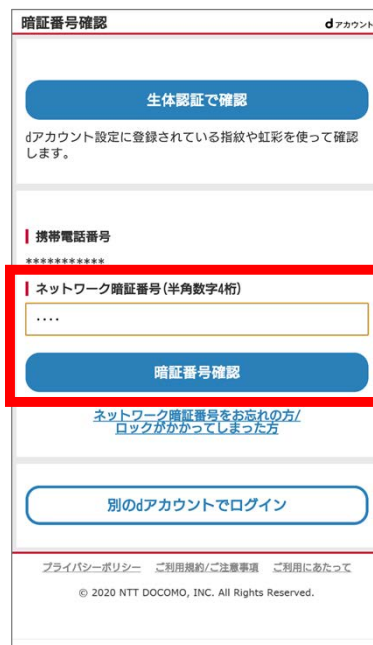 暗証番号確認
dアカウント
生体認証で確認
dアカウント設定に登録されている指紋や虹彩を使って確認
します。
携帯電話番号
***********
ネットワーク暗証番号(半角数字4桁)
····
暗証番号確認
ネットワーク暗証番号をお忘れの方/
ロックがかかってしまった方
別のdアカウントでログイン
プライバシーポリシー ご利用規約/ご注意事項 ご利用にあたって
© 2020 NTT DOCOMO, INC. All Rights Reserved.